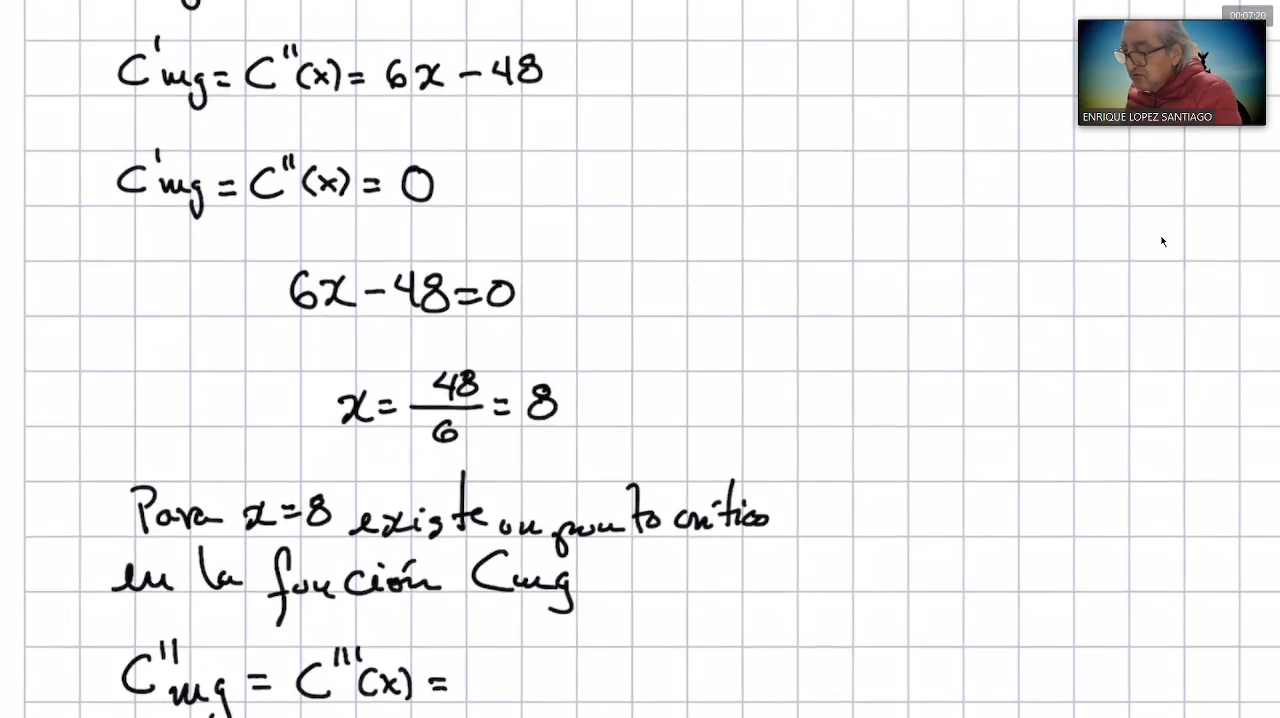 00:07:20
C'mg = C''(x) = 6x - 48
ENRIQUE LOPEZ SANTIAGO
C'mg = C''(x) = 0
6x - 48 = 0
x = 48/6 = 8
Para x = 8 existe un punto crítico
en la función Cmg
C''mg = C'''(x) =